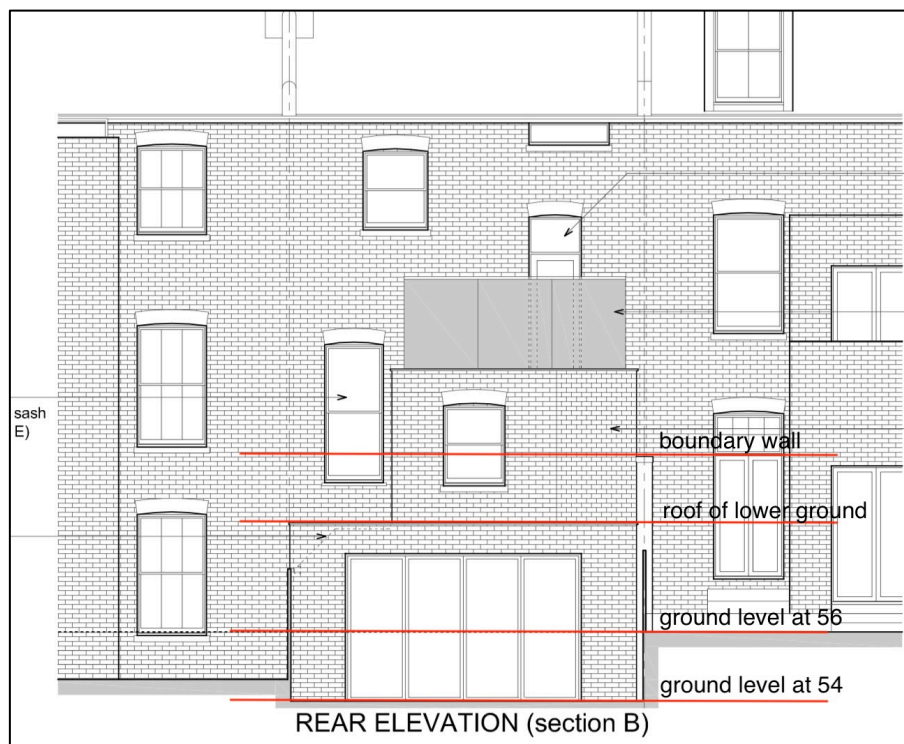 sash
E)
boundary wall
roof of lower ground
ground level at 56
ground level at 54
REAR ELEVATION (section B)